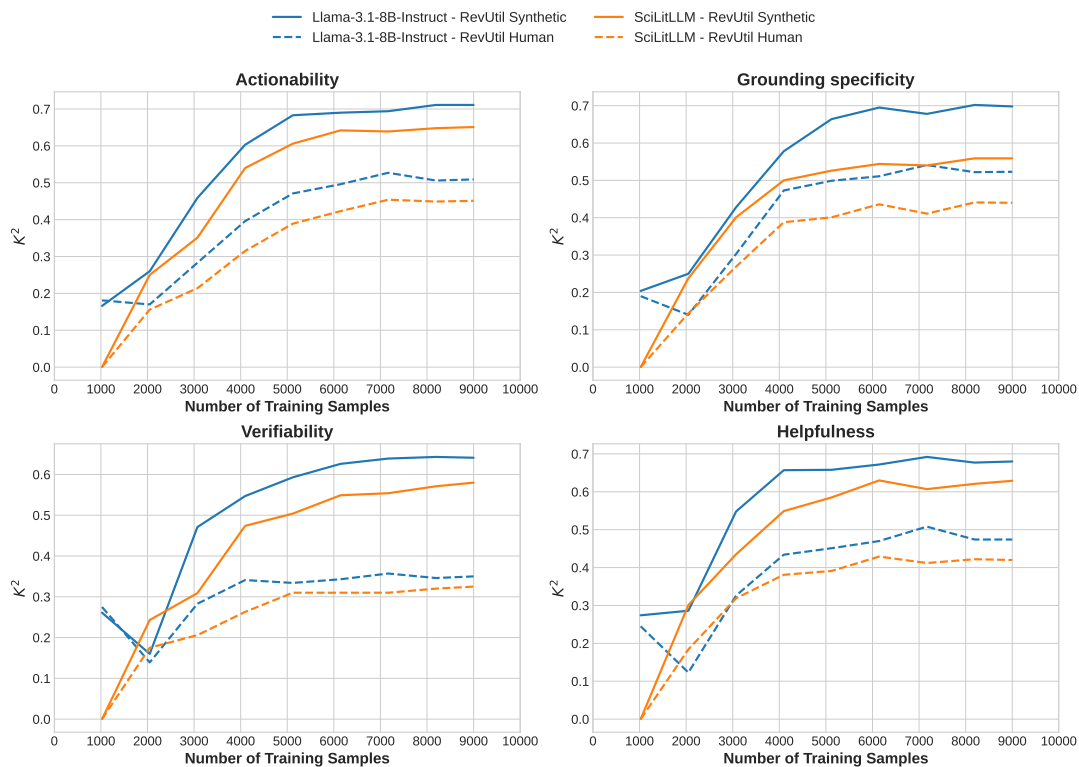 Llama-3.1-8B-Instruct - RevUtil Synthetic
Llama-3.1-8B-Instruct - RevUtil Human
SciLitLLM - RevUtil Synthetic
SciLitLLM - RevUtil Human
Actionability
0.7
0.6
0.5
0.4
0.3
0.2
0.1
0.0
K²
0 1000 2000 3000 4000 5000 6000 7000 8000 9000 10000
Number of Training Samples
Grounding specificity
0.7
0.6
0.5
0.4
0.3
0.2
0.1
0.0
K²
0 1000 2000 3000 4000 5000 6000 7000 8000 9000 10000
Number of Training Samples
Verifiability
0.6
0.5
0.4
0.3
0.2
0.1
0.0
K²
0 1000 2000 3000 4000 5000 6000 7000 8000 9000 10000
Number of Training Samples
Helpfulness
0.7
0.6
0.5
0.4
0.3
0.2
0.1
0.0
K²
0 1000 2000 3000 4000 5000 6000 7000 8000 9000 10000
Number of Training Samples